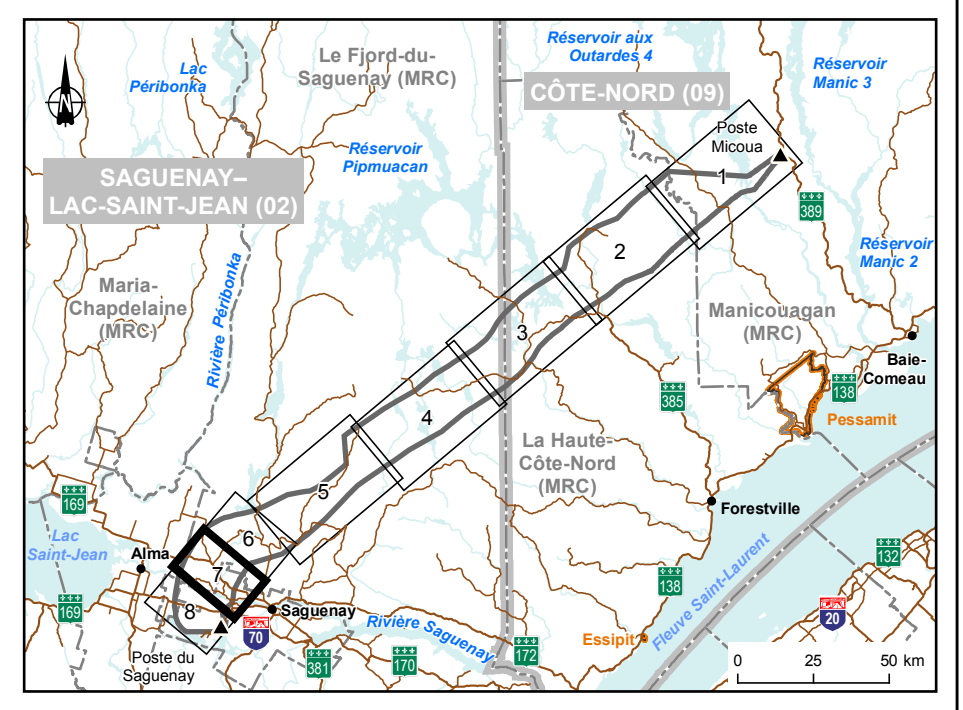 Réservoir aux
Outardes 4
Le Fjord-du-
Saguenay (MRC)
Lac
Péribonka
Réservoir
Manic 3
N
CÔTE-NORD (09)
Poste
Micoua
Réservoir
Pipmuacan
SAGUENAY–
LAC-SAINT-JEAN (02)
1
389
2
Réservoir
Manic 2
Rivière Péribonka
Maria-
Chapdelaine
(MRC)
3
Manicouagan
(MRC)
Baie-
Comeau
138
385
4
Pessamit
La Haute-
Côte-Nord
(MRC)
5
169
Forestville
Lac
Saint-Jean
6
Alma
7
Fleuve Saint-Laurent
132
138
169
8
Saguenay
20
70
Rivière Saguenay
Essipit
Poste du
Saguenay
381
170
172
0 25 50 km